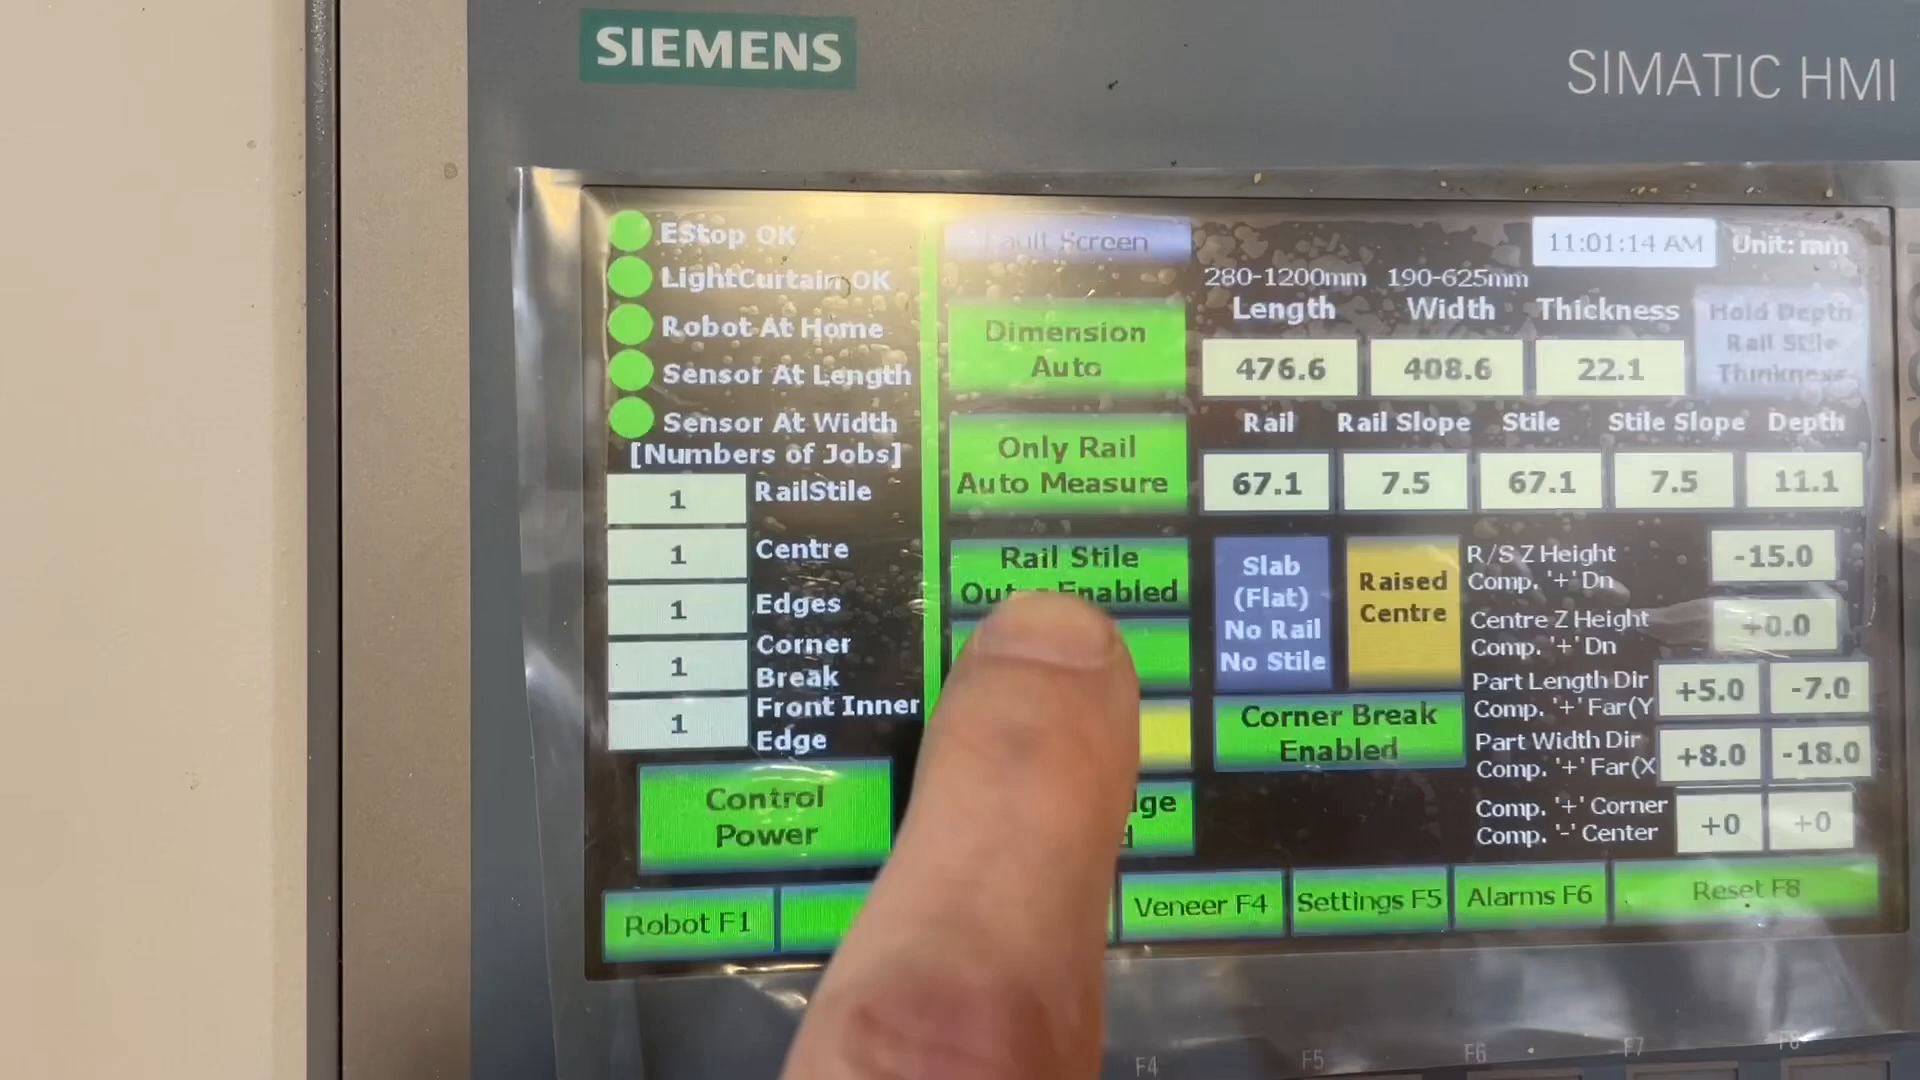 SIEMENS
SIMATIC HMI
EStop OK
LightCurtain OK
Robot At Home
Sensor At Length
Sensor At Width
[Numbers of Jobs]
1 RailStile
1 Centre
1 Edges
1 Corner
Break
1 Front Inner
Edge
Control
Power
Fault Screen
Dimension
Auto
Only Rail
Auto Measure
Rail Stile
Enabled
11:01:14 AM Unit: mm
280-1200mm 190-625mm
Length Width Thickness
476.6 408.6 22.1
Hold Depth
Rail Stile
Thinkness
Rail Rail Slope Stile Stile Slope Depth
67.1 7.5 67.1 7.5 11.1
Slab
(Flat)
No Rail
No Stile
Raised
Centre
Corner Break
Enabled
R/S Z Height
Comp. '+' Dn
-15.0
Centre Z Height
Comp. '+' Dn
+0.0
Part Length Dir
Comp. '+' Far(Y
+5.0 -7.0
Part Width Dir
Comp. '+' Far(X
+8.0 -18.0
Comp. '+' Corner
Comp. '-' Center
+0 +0
Robot F1 Veneer F4 Settings F5 Alarms F6 Reset F8
F4 F5 F6 F7 F8